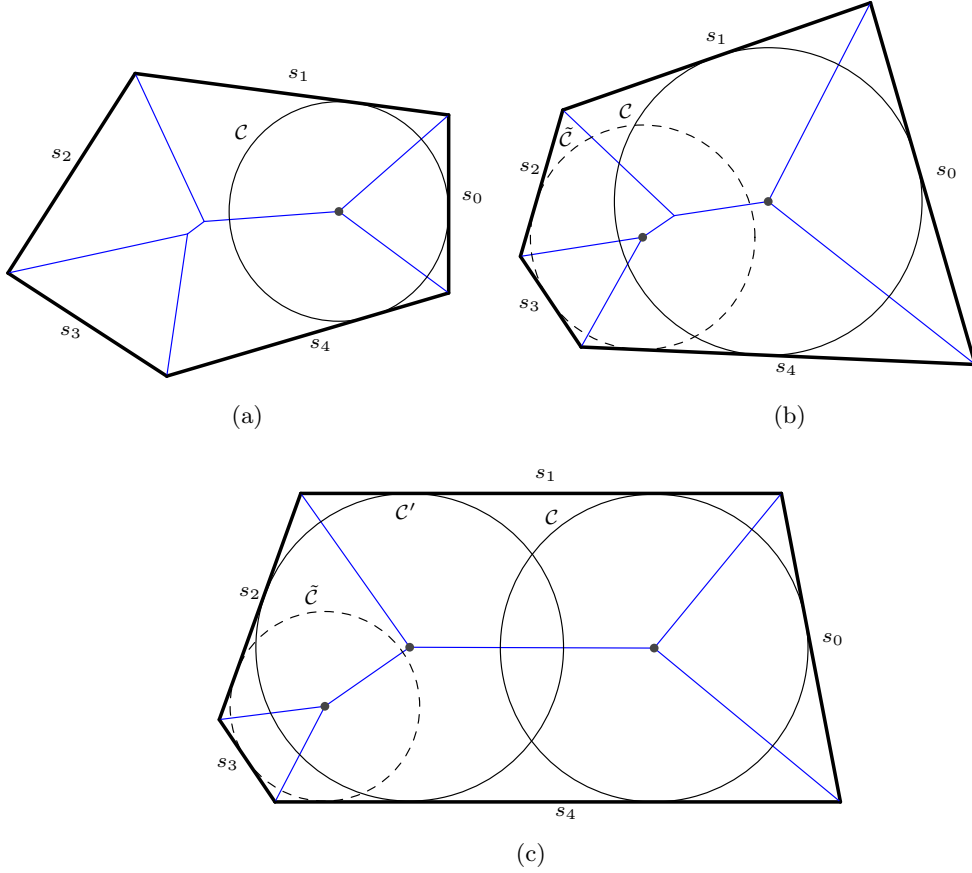 s₁
𝒞
s₂
s₀
s₃
s₄
(a)
s₁
𝒞
𝒞̃
s₂
s₀
s₃
s₄
(b)
s₁
𝒞′
𝒞
s₂
𝒞̃
s₀
s₃
s₄
(c)